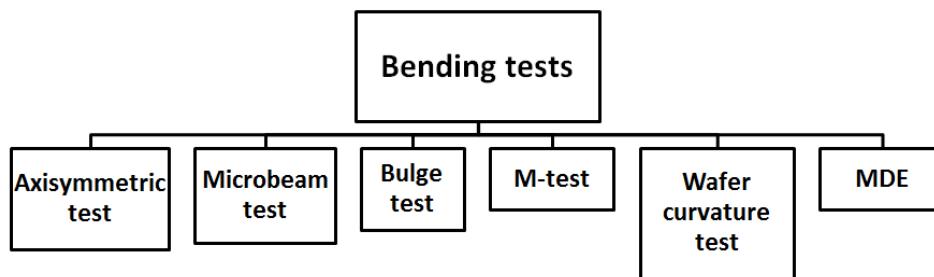 Bending tests
Axisymmetric
test
Microbeam
test
Bulge
test
M-test
Wafer
curvature
test
MDE